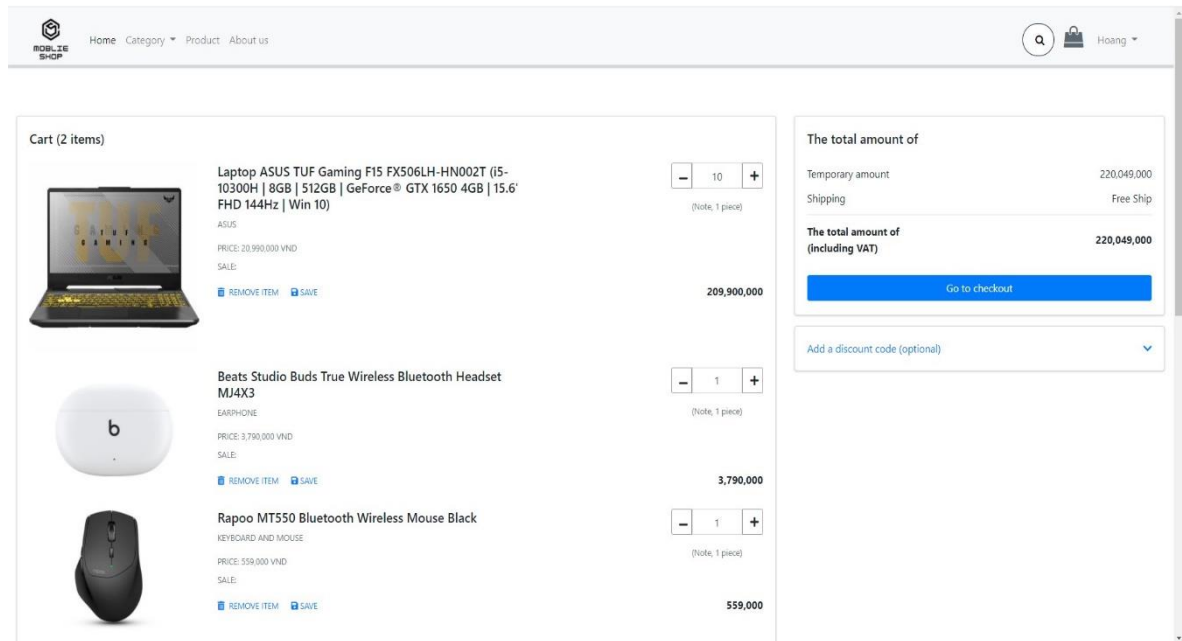 MOBLIE
SHOP
Home Category Product About us
Hoang
Cart (2 items)
Laptop ASUS TUF Gaming F15 FX506LH-HN002T (i5-
10300H | 8GB | 512GB | GeForce® GTX 1650 4GB | 15.6'
FHD 144Hz | Win 10)
ASUS
PRICE: 20,990,000 VND
SALE:
REMOVE ITEM SAVE
10
(Note, 1 piece)
209,900,000
TUF
GAMING
Beats Studio Buds True Wireless Bluetooth Headset
MJ4X3
EARPHONE
PRICE: 3,790,000 VND
SALE:
REMOVE ITEM SAVE
1
(Note, 1 piece)
3,790,000
b
Rapoo MT550 Bluetooth Wireless Mouse Black
KEYBOARD AND MOUSE
PRICE: 559,000 VND
SALE:
REMOVE ITEM SAVE
1
(Note, 1 piece)
559,000
The total amount of
Temporary amount 220,049,000
Shipping Free Ship
The total amount of
(including VAT) 220,049,000
Go to checkout
Add a discount code (optional)